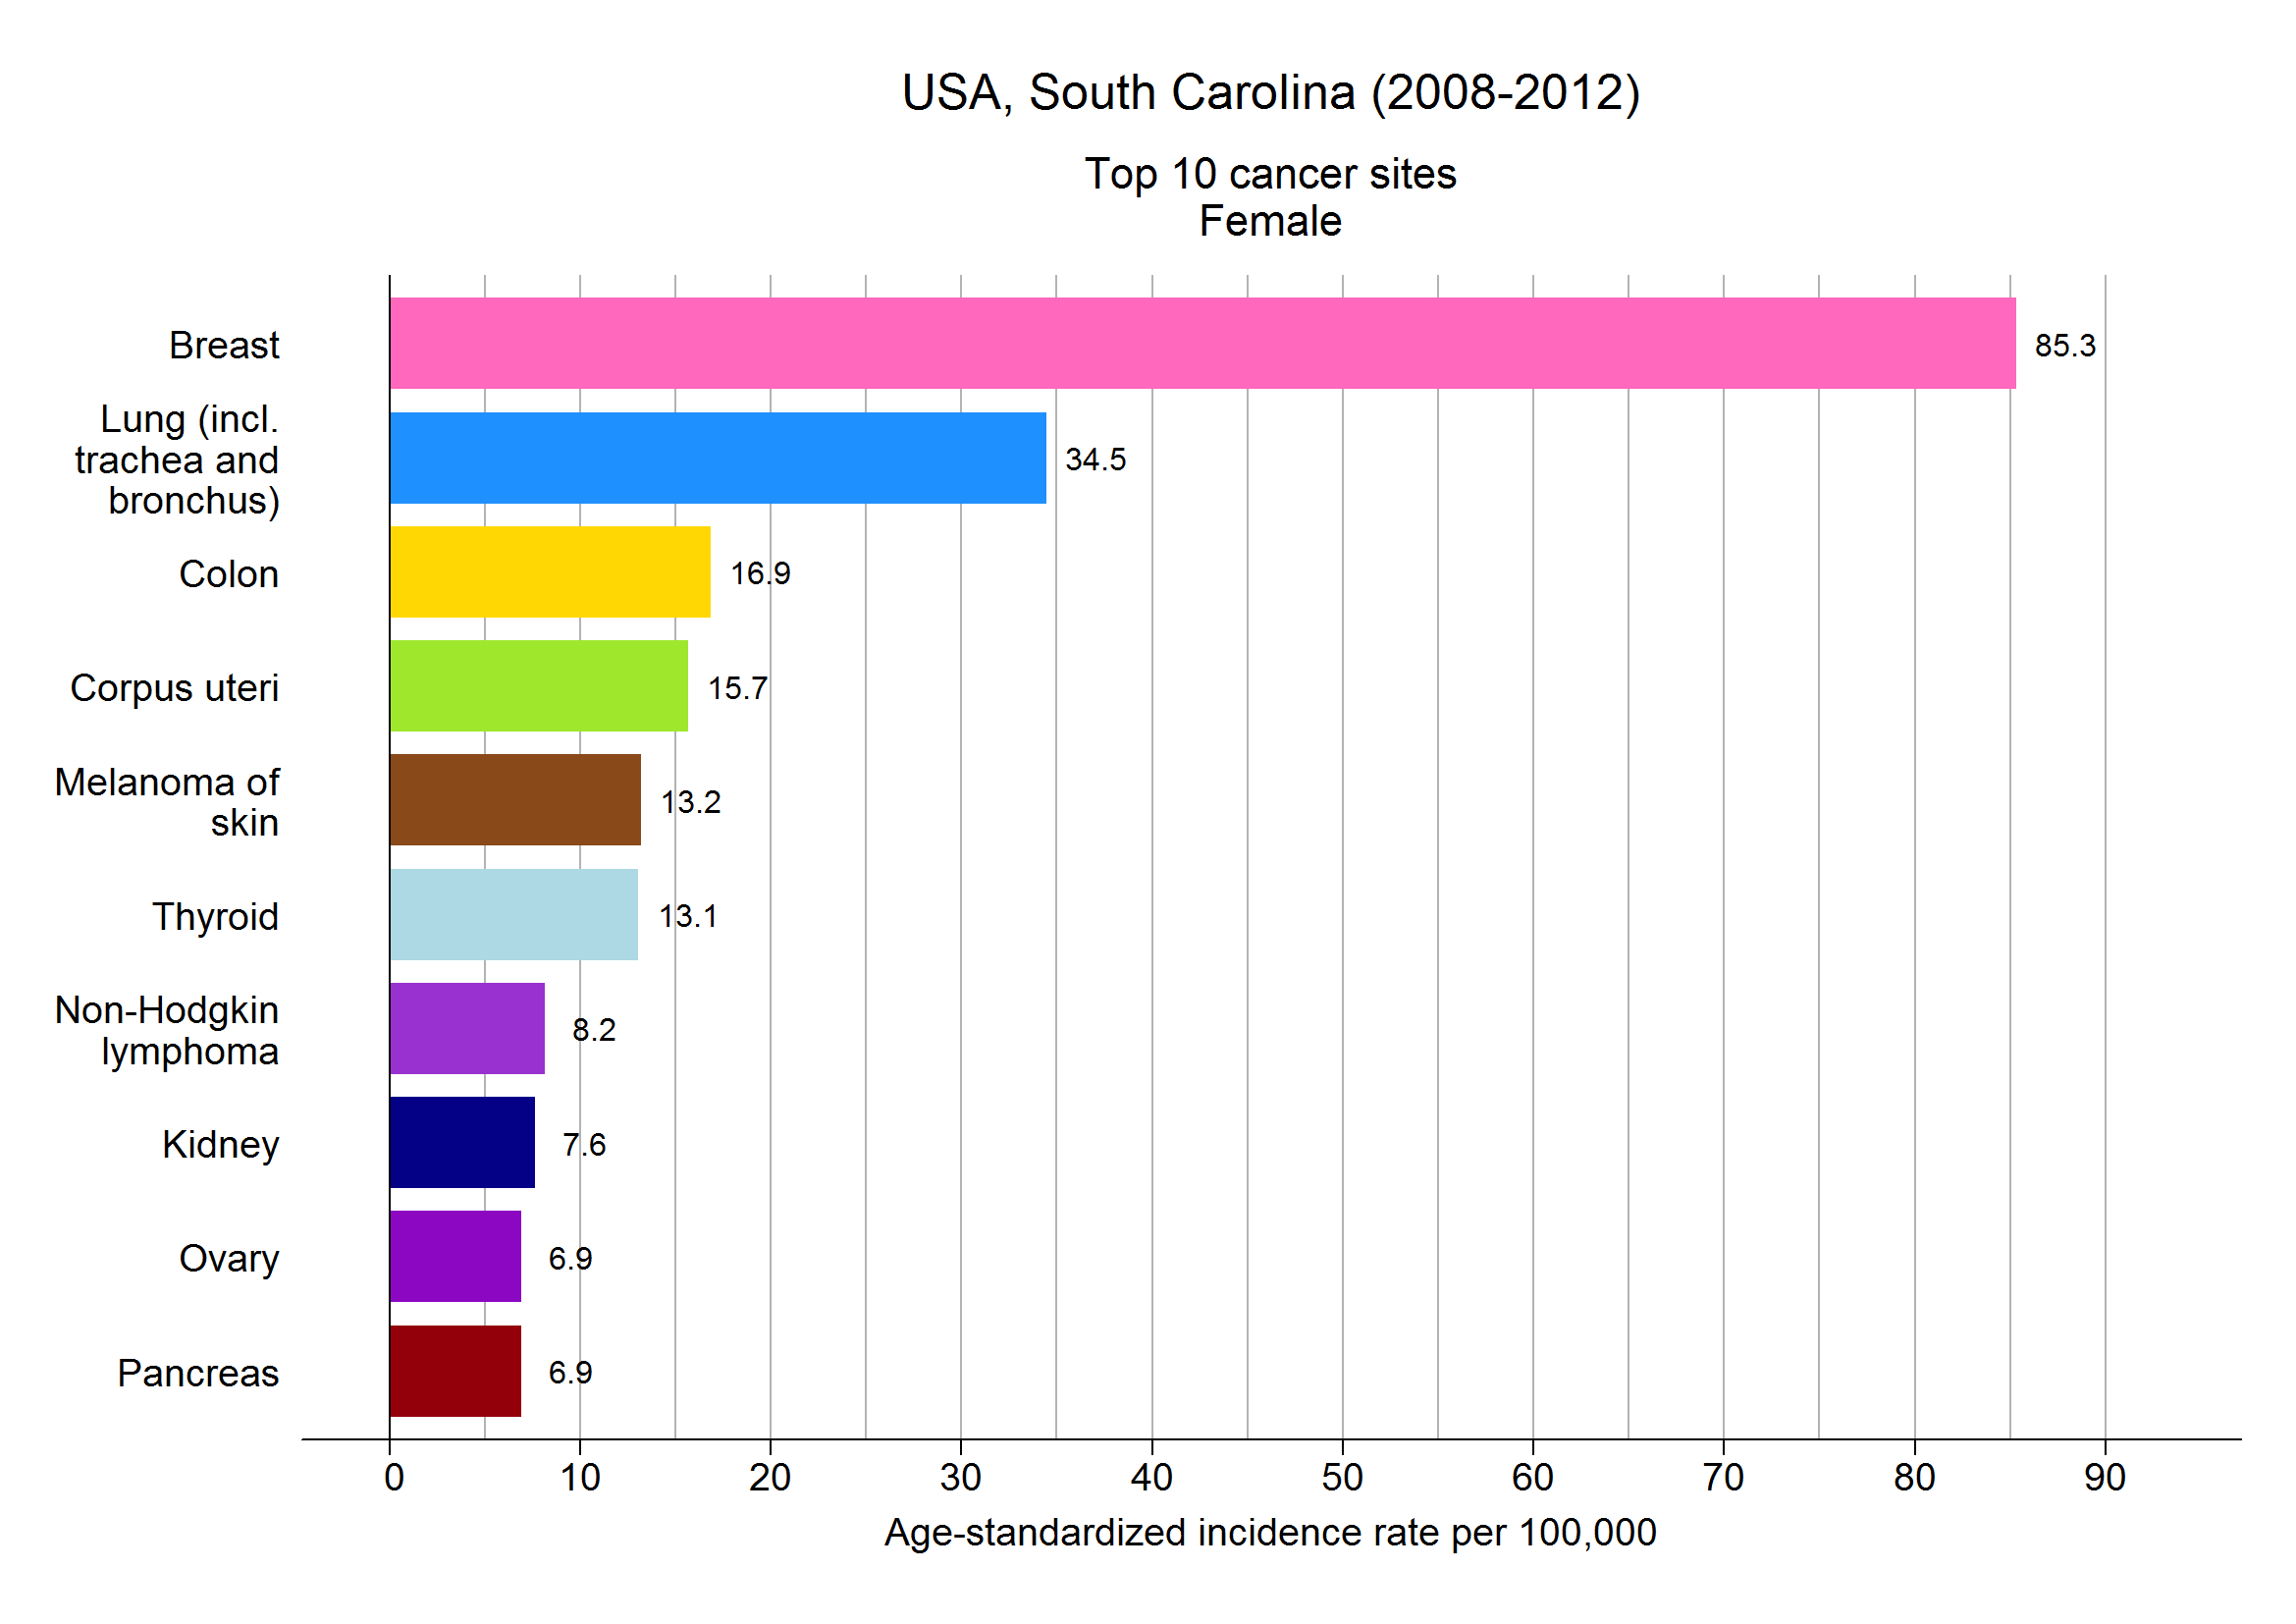 USA, South Carolina (2008-2012)
Top 10 cancer sites
Female
Breast
85.3
Lung (incl.
trachea and
bronchus)
34.5
Colon
16.9
Corpus uteri
15.7
Melanoma of
skin
13.2
Thyroid
13.1
Non-Hodgkin
lymphoma
8.2
Kidney
7.6
Ovary
6.9
Pancreas
6.9
0 10 20 30 40 50 60 70 80 90
Age-standardized incidence rate per 100,000